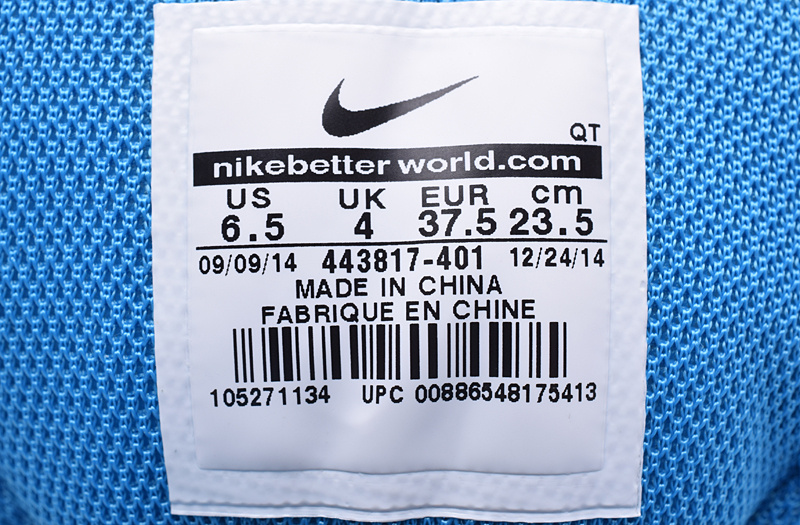 QT
nikebetterworld.com
US UK EUR cm
6.5 4 37.5 23.5
09/09/14 443817-401 12/24/14
MADE IN CHINA
FABRIQUE EN CHINE
105271134 UPC 00886548175413